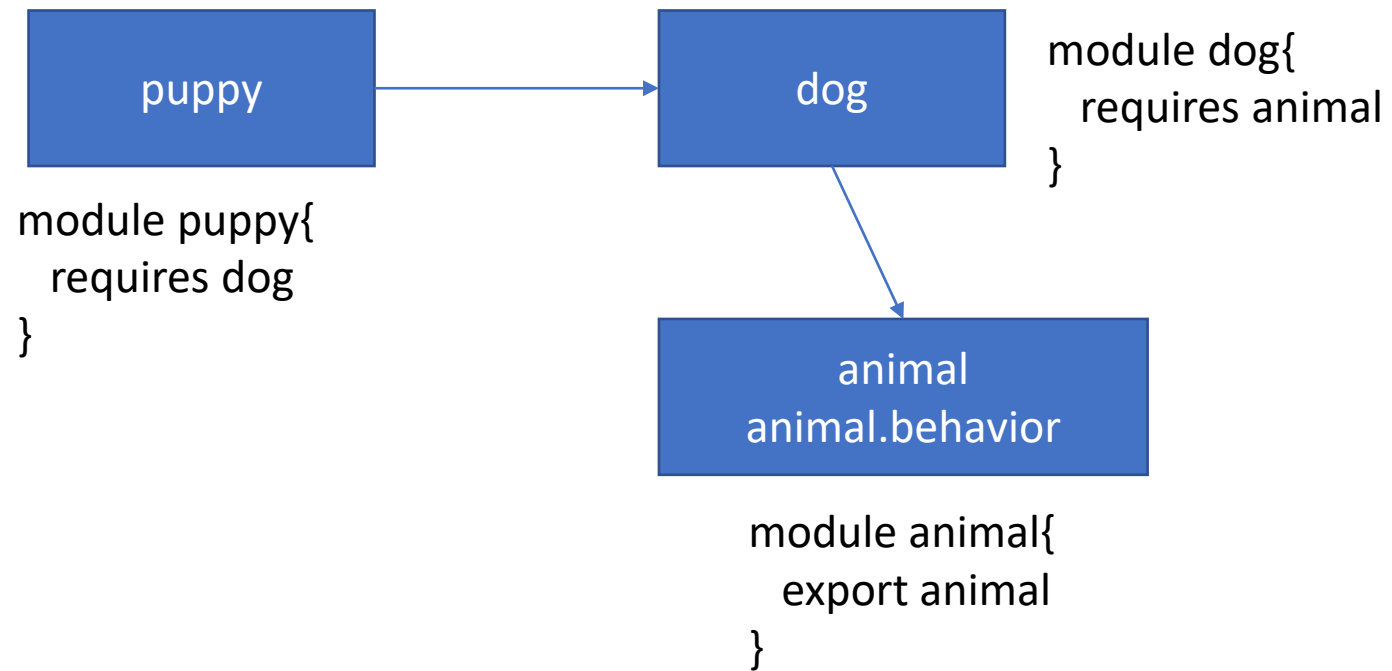 puppy
dog
module dog{
requires animal
}
module puppy{
requires dog
}
animal
animal.behavior
module animal{
export animal
}